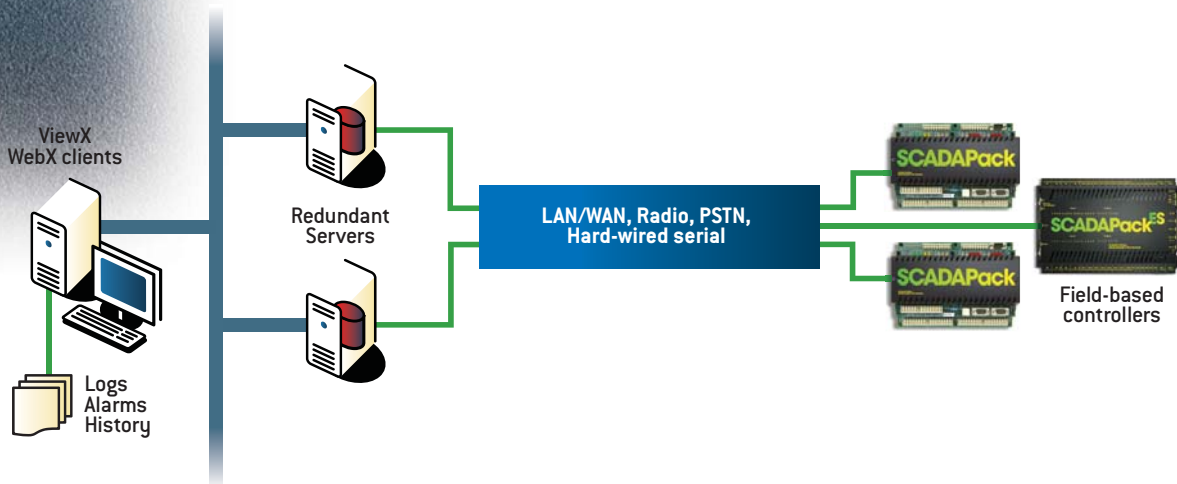 ViewX
WebX clients
Logs
Alarms
History
Redundant
Servers
LAN/WAN, Radio, PSTN,
Hard-wired serial
SCADAPack
SCADAPack ES
SCADAPack
Field-based
controllers